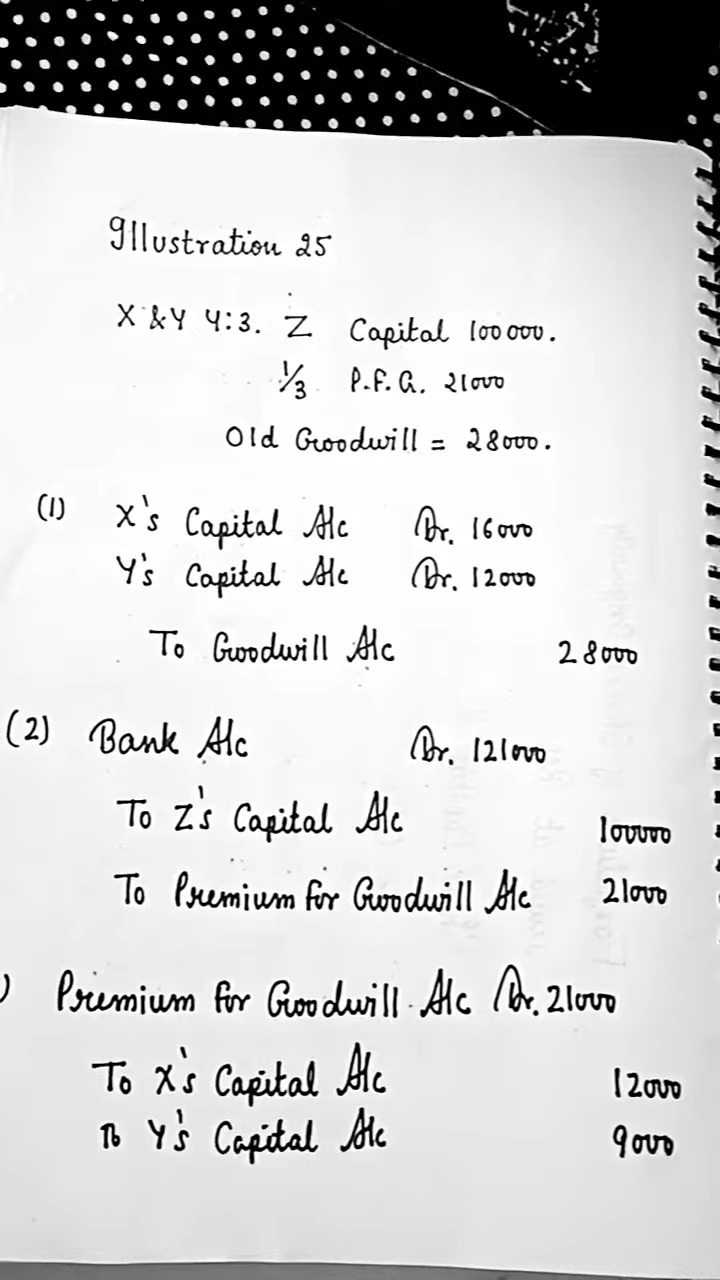 Illustration 25
X & Y 4:3. Z Capital 100000.
1/3 P.F.G. 21000
Old Goodwill = 28000.
(1) X's Capital A/c Dr. 16000
Y's Capital A/c Dr. 12000
To Goodwill A/c 28000
(2) Bank A/c Dr. 121000
To Z's Capital A/c 100000
To Premium for Goodwill A/c 21000
) Premium for Goodwill A/c Dr. 21000
To X's Capital A/c 12000
To Y's Capital A/c 9000